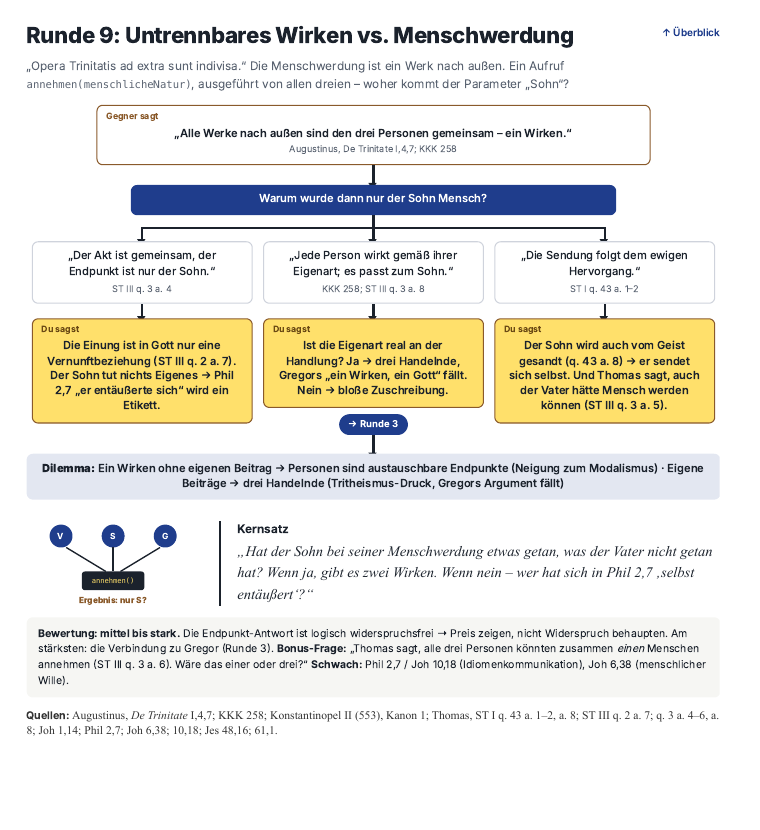 Runde 9: Untrennbares Wirken vs. Menschwerdung
↑ Überblick
„Opera Trinitatis ad extra sunt indivisa.“ Die Menschwerdung ist ein Werk nach außen. Ein Aufruf
annehmen(menschlicheNatur), ausgeführt von allen dreien – woher kommt der Parameter „Sohn“?
Gegner sagt
„Alle Werke nach außen sind den drei Personen gemeinsam – ein Wirken.“
Augustinus, De Trinitate I,4,7; KKK 258
Warum wurde dann nur der Sohn Mensch?
„Der Akt ist gemeinsam, der
Endpunkt ist nur der Sohn.“
ST III q. 3 a. 4
„Jede Person wirkt gemäß ihrer
Eigenart; es passt zum Sohn.“
KKK 258; ST III q. 3 a. 8
„Die Sendung folgt dem ewigen
Hervorgang.“
ST I q. 43 a. 1–2
Du sagst
Die Einung ist in Gott nur eine
Vernunftbeziehung (ST III q. 2 a. 7).
Der Sohn tut nichts Eigenes → Phil
2,7 „er entäußerte sich“ wird ein
Etikett.
Du sagst
Ist die Eigenart real an der
Handlung? Ja → drei Handelnde,
Gregors „ein Wirken, ein Gott“ fällt.
Nein → bloße Zuschreibung.
Du sagst
Der Sohn wird auch vom Geist
gesandt (q. 43 a. 8) → er sendet
sich selbst. Und Thomas sagt, auch
der Vater hätte Mensch werden
können (ST III q. 3 a. 5).
→ Runde 3
Dilemma: Ein Wirken ohne eigenen Beitrag → Personen sind austauschbare Endpunkte (Neigung zum Modalismus) · Eigene
Beiträge → drei Handelnde (Tritheismus-Druck, Gregors Argument fällt)
V
S
G
annehmen()
Ergebnis: nur S?
Kernsatz
„Hat der Sohn bei seiner Menschwerdung etwas getan, was der Vater nicht getan
hat? Wenn ja, gibt es zwei Wirken. Wenn nein – wer hat sich in Phil 2,7 ‚selbst
entäußert‘?“
Bewertung: mittel bis stark. Die Endpunkt-Antwort ist logisch widerspruchsfrei → Preis zeigen, nicht Widerspruch behaupten. Am
stärksten: die Verbindung zu Gregor (Runde 3). Bonus-Frage: „Thomas sagt, alle drei Personen könnten zusammen einen Menschen
annehmen (ST III q. 3 a. 6). Wäre das einer oder drei?“ Schwach: Phil 2,7 / Joh 10,18 (Idiomenkommunikation), Joh 6,38 (menschlicher
Wille).
Quellen: Augustinus, De Trinitate I,4,7; KKK 258; Konstantinopel II (553), Kanon 1; Thomas, ST I q. 43 a. 1–2, a. 8; ST III q. 2 a. 7; q. 3 a. 4–6, a.
8; Joh 1,14; Phil 2,7; Joh 6,38; 10,18; Jes 48,16; 61,1.